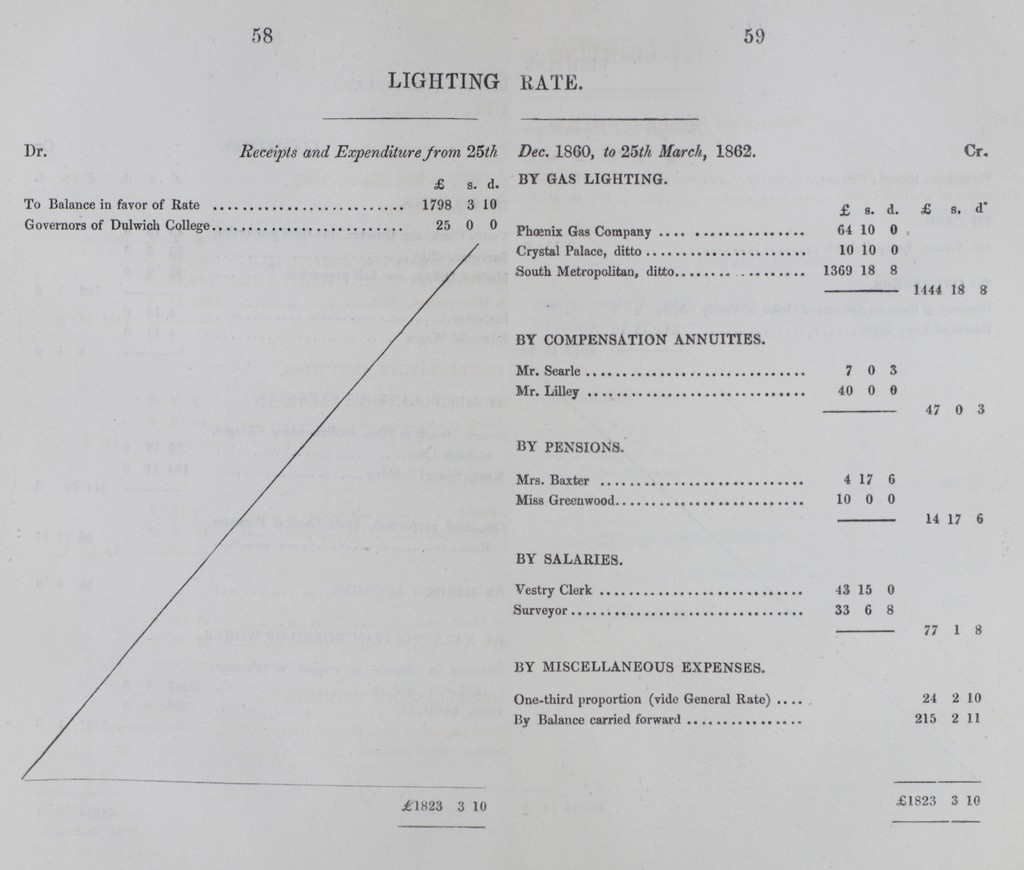 58
59
LIGHTING RATE.
Dr. Receipts and Expenditure from 25th Dec. 1860, to 25th March, 1862. Cr.
£ s. d.
To Balance in favor of Rate ........................ 1798 3 10
Governors of Dulwich College........................ 25 0 0
£1823 3 10
BY GAS LIGHTING.
£ s. d. £ s. d.
Phœnix Gas Company .................... 64 10 0
Crystal Palace, ditto ...................... 10 10 0
South Metropolitan, ditto.................. 1369 18 8
1444 18 8
BY COMPENSATION ANNUITIES.
Mr. Searle ............................ 7 0 3
Mr. Lilley ............................ 40 0 0
47 0 3
BY PENSIONS.
Mrs. Baxter .......................... 4 17 6
Miss Greenwood........................ 10 0 0
14 17 6
BY SALARIES.
Vestry Clerk .......................... 43 15 0
Surveyor.............................. 33 6 8
77 1 8
BY MISCELLANEOUS EXPENSES.
One-third proportion (vide General Rate) .... 24 2 10
By Balance carried forward ................ 215 2 11
£1823 3 10